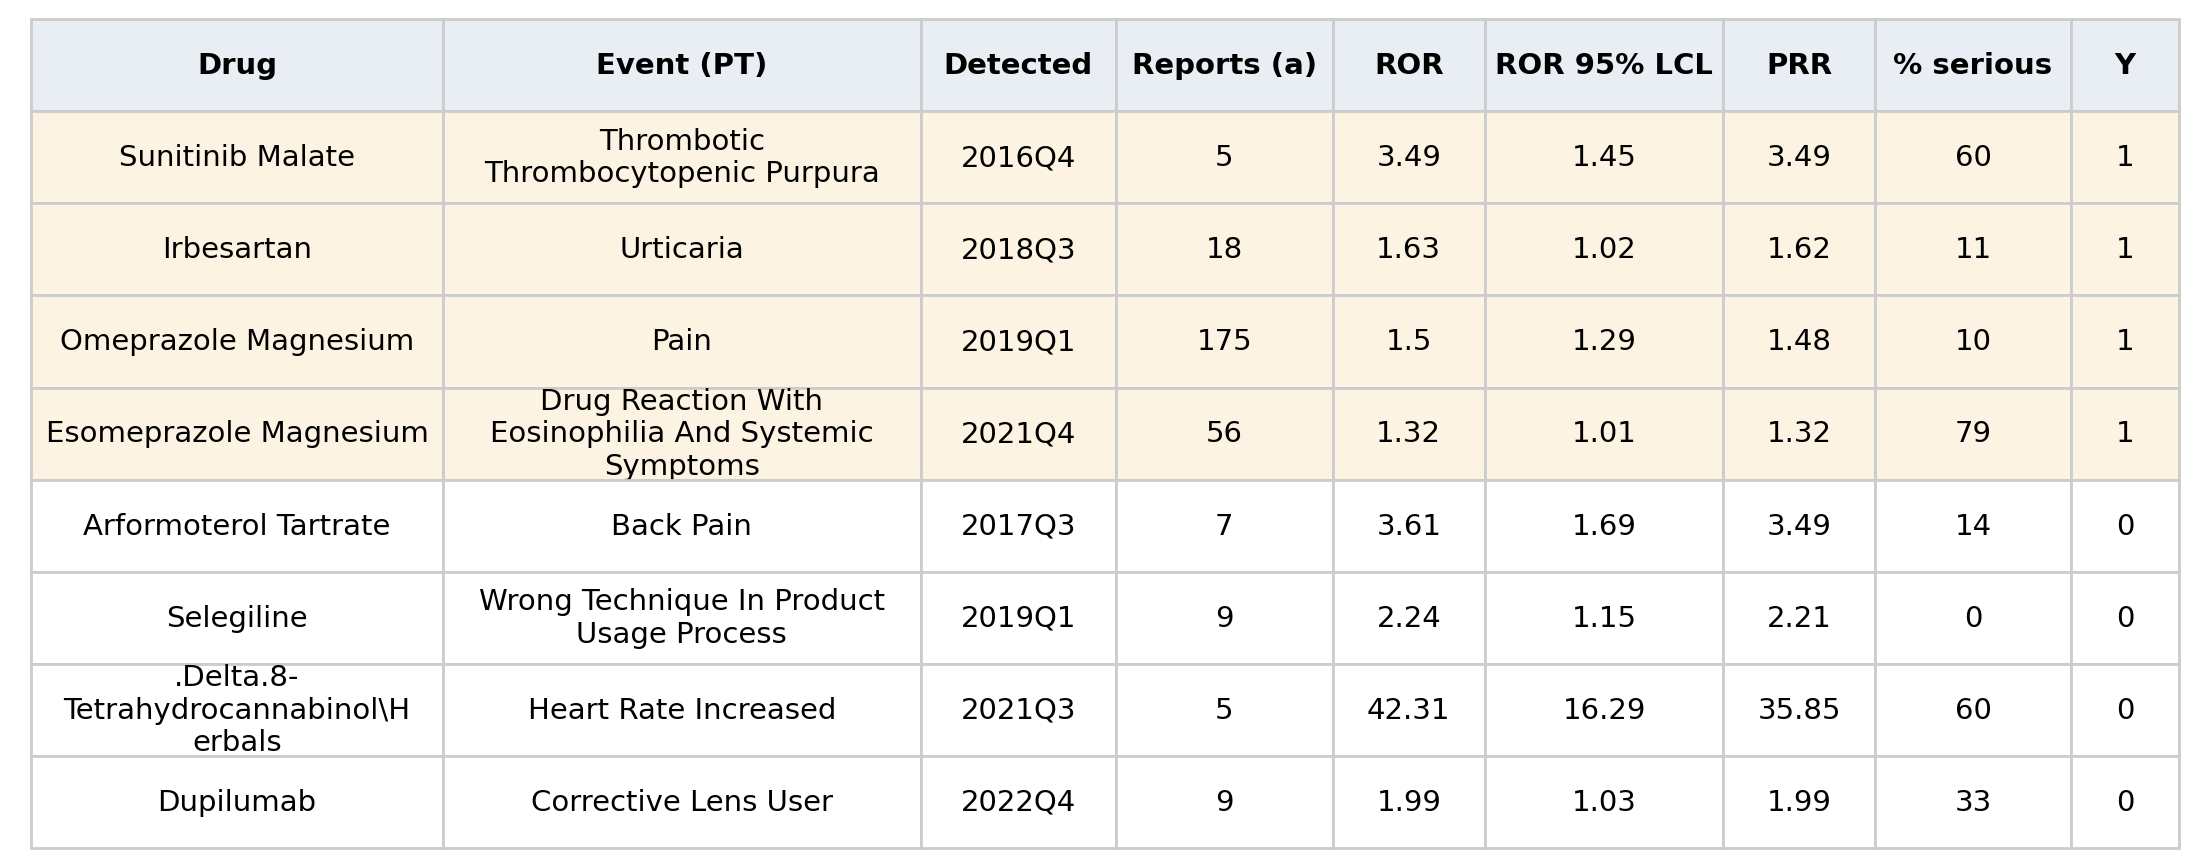 Drug Event (PT) Detected Reports (a) ROR ROR 95% LCL PRR % serious Y
Sunitinib Malate Thrombotic
Thrombocytopenic Purpura 2016Q4 5 3.49 1.45 3.49 60 1
Irbesartan Urticaria 2018Q3 18 1.63 1.02 1.62 11 1
Omeprazole Magnesium Pain 2019Q1 175 1.5 1.29 1.48 10 1
Esomeprazole Magnesium Drug Reaction With
Eosinophilia And Systemic
Symptoms 2021Q4 56 1.32 1.01 1.32 79 1
Arformoterol Tartrate Back Pain 2017Q3 7 3.61 1.69 3.49 14 0
Selegiline Wrong Technique In Product
Usage Process 2019Q1 9 2.24 1.15 2.21 0 0
.Delta.8-
Tetrahydrocannabinol\H
erbals Heart Rate Increased 2021Q3 5 42.31 16.29 35.85 60 0
Dupilumab Corrective Lens User 2022Q4 9 1.99 1.03 1.99 33 0